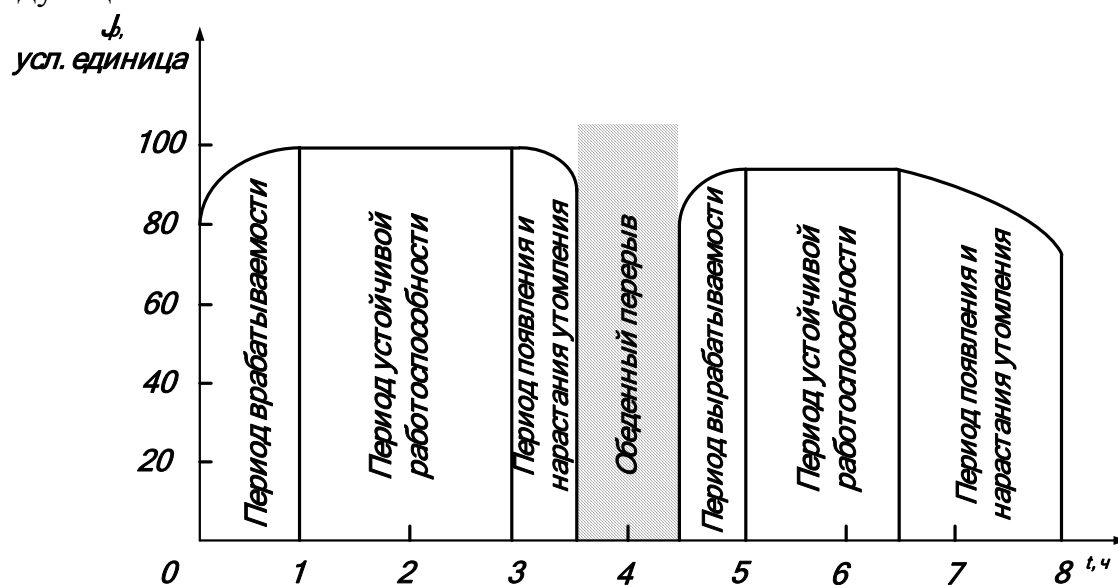 Jр,
усл. единица
100
80
60
40
20
0
Период врабатываемости
Период устойчивой
работоспособности
Период появления и
нарастания утомления
Обеденный перерыв
Период вырабатываемости
Период устойчивой
работоспособности
Период появления и
нарастания утомления
1
2
3
4
5
6
7
8
t, ч